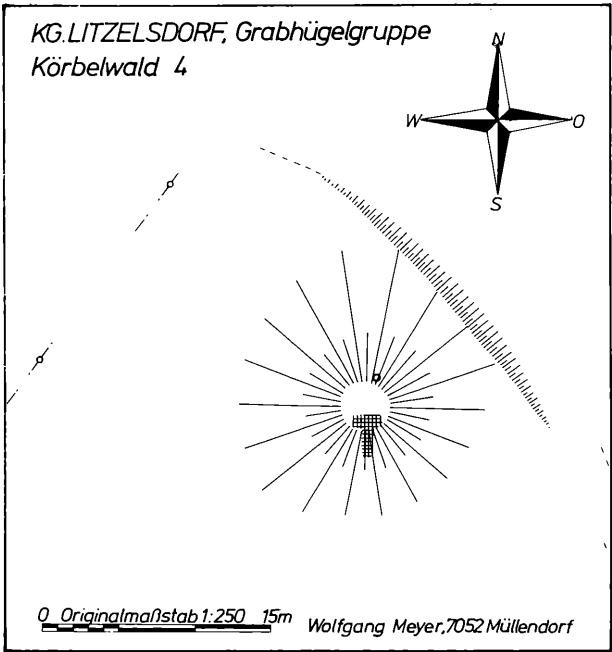 KG.LITZELSDORF, Grabhügelgruppe
Körbelwald 4
N
W O
S
0 Originalmaßstab 1:250 15m
Wolfgang Meyer,7052 Müllendorf